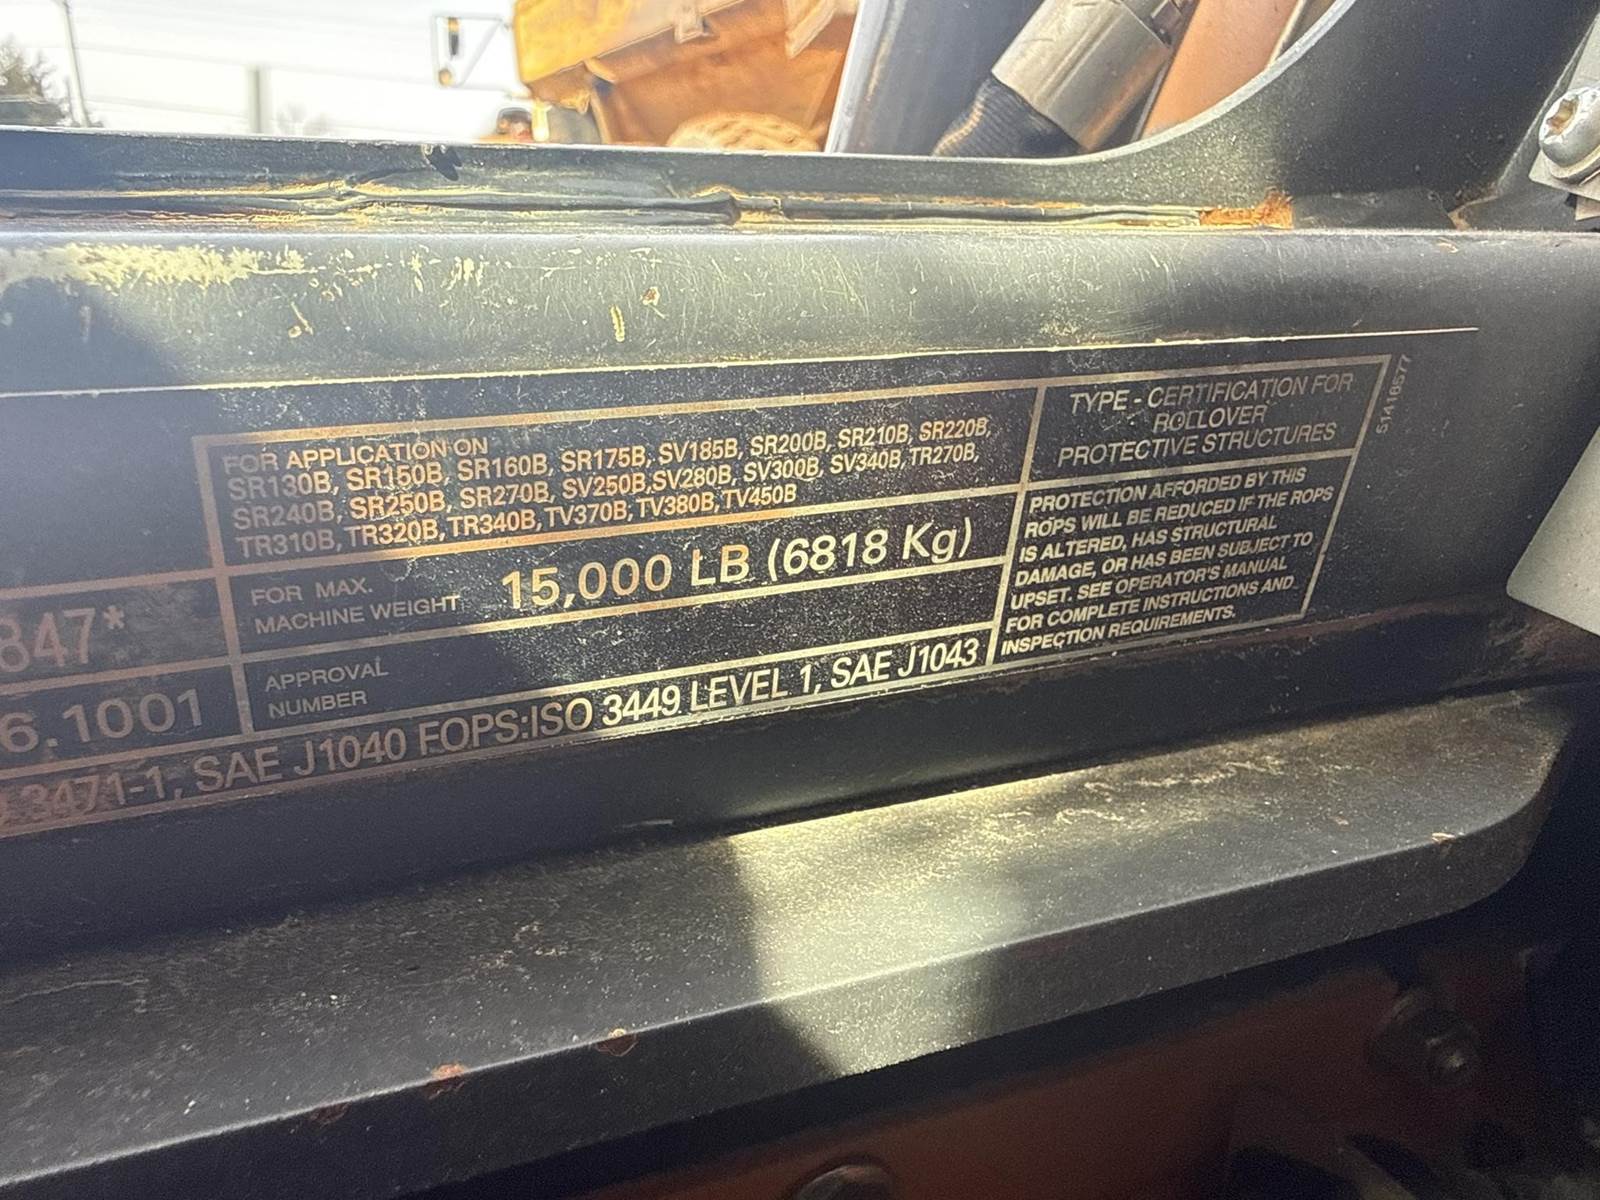 FOR APPLICATION ON
SR130B, SR150B, SR160B, SR175B, SV185B, SR200B, SR210B, SR220B,
SR240B, SR250B, SR270B, SV250B, SV280B, SV300B, SV340B, TR270B,
TR310B, TR320B, TR340B, TV370B, TV380B, TV450B
FOR MAX.
MACHINE WEIGHT
15,000 LB (6818 Kg)
APPROVAL
NUMBER
847*
6.1001
3471-1, SAE J1040 FOPS:ISO 3449 LEVEL 1, SAE J1043
TYPE - CERTIFICATION FOR
ROLLOVER
PROTECTIVE STRUCTURES
PROTECTION AFFORDED BY THIS
ROPS WILL BE REDUCED IF THE ROPS
IS ALTERED, HAS STRUCTURAL
DAMAGE, OR HAS BEEN SUBJECT TO
UPSET. SEE OPERATOR'S MANUAL
FOR COMPLETE INSTRUCTIONS AND
INSPECTION REQUIREMENTS.
51418577